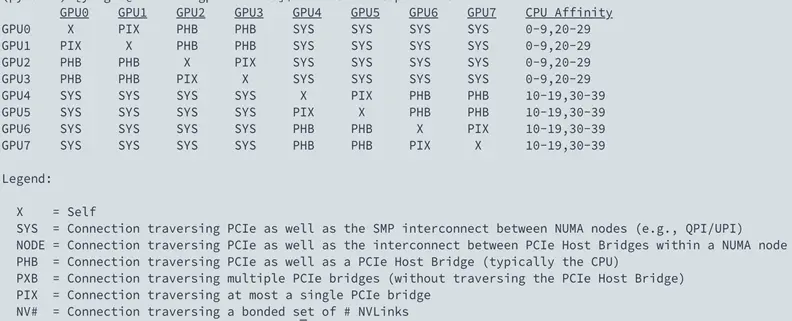 GPU0 GPU1 GPU2 GPU3 GPU4 GPU5 GPU6 GPU7 CPU Affinity
GPU0 X PIX PHB PHB SYS SYS SYS SYS 0-9,20-29
GPU1 PIX X PHB PHB SYS SYS SYS SYS 0-9,20-29
GPU2 PHB PHB X PIX SYS SYS SYS SYS 0-9,20-29
GPU3 PHB PHB PIX X SYS SYS SYS SYS 0-9,20-29
GPU4 SYS SYS SYS SYS X PIX PHB PHB 10-19,30-39
GPU5 SYS SYS SYS SYS PIX X PHB PHB 10-19,30-39
GPU6 SYS SYS SYS SYS PHB PHB X PIX 10-19,30-39
GPU7 SYS SYS SYS SYS PHB PHB PIX X 10-19,30-39
Legend:
X = Self
SYS = Connection traversing PCIe as well as the SMP interconnect between NUMA nodes (e.g., QPI/UPI)
NODE = Connection traversing PCIe as well as the interconnect between PCIe Host Bridges within a NUMA node
PHB = Connection traversing PCIe as well as a PCIe Host Bridge (typically the CPU)
PXB = Connection traversing multiple PCIe bridges (without traversing the PCIe Host Bridge)
PIX = Connection traversing at most a single PCIe bridge
NV# = Connection traversing a bonded set of # NVLinks